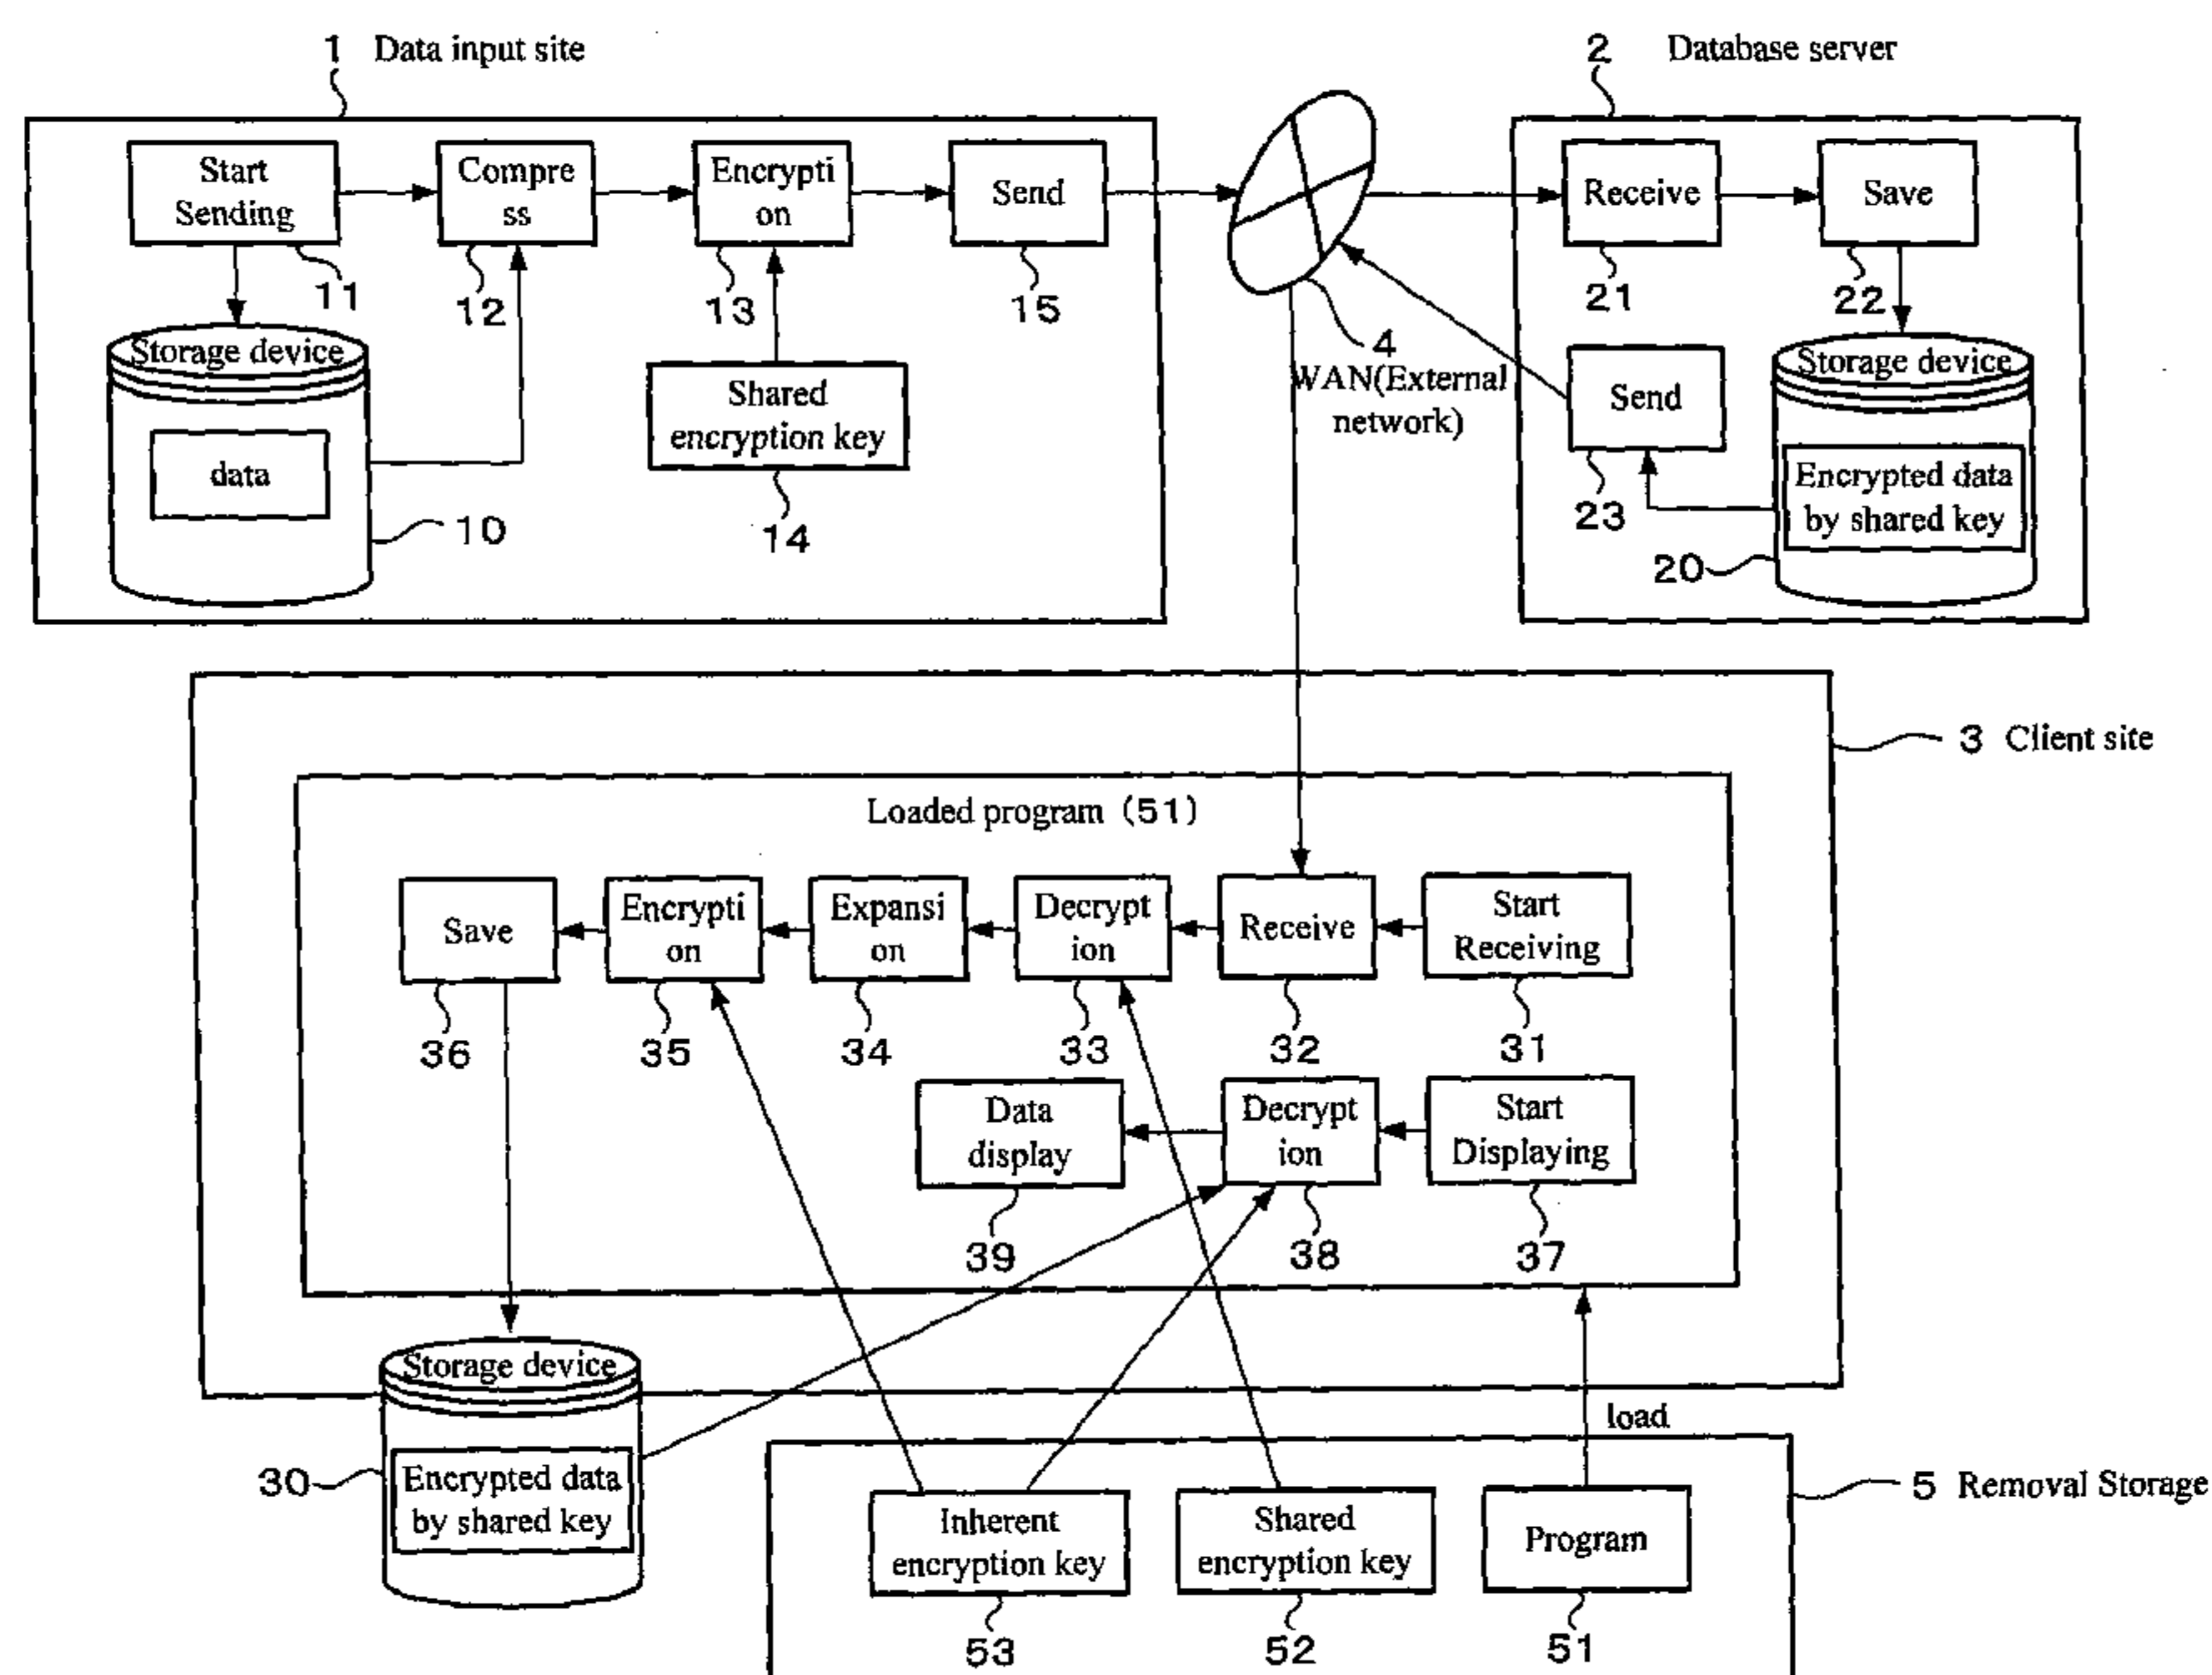 1 Data input site
2 Database server
Start
Sending
Compre
ss
Encrypti
on
Send
Receive
Save
11
12
13
15
21
22
Storage device
data
10
Shared
encryption key
14
4
WAN(External
network)
Send
23
Storage device
Encrypted data
by shared key
20
3 Client site
Loaded program (51)
Save
Encrypti
on
Expansi
on
Decrypt
ion
Receive
Start
Receiving
36
35
34
33
32
31
Data
display
Decrypt
ion
Start
Displaying
39
38
37
Storage device
Encrypted data
by shared key
30
load
5 Removal Storage
Inherent
encryption key
Shared
encryption key
Program
53
52
51